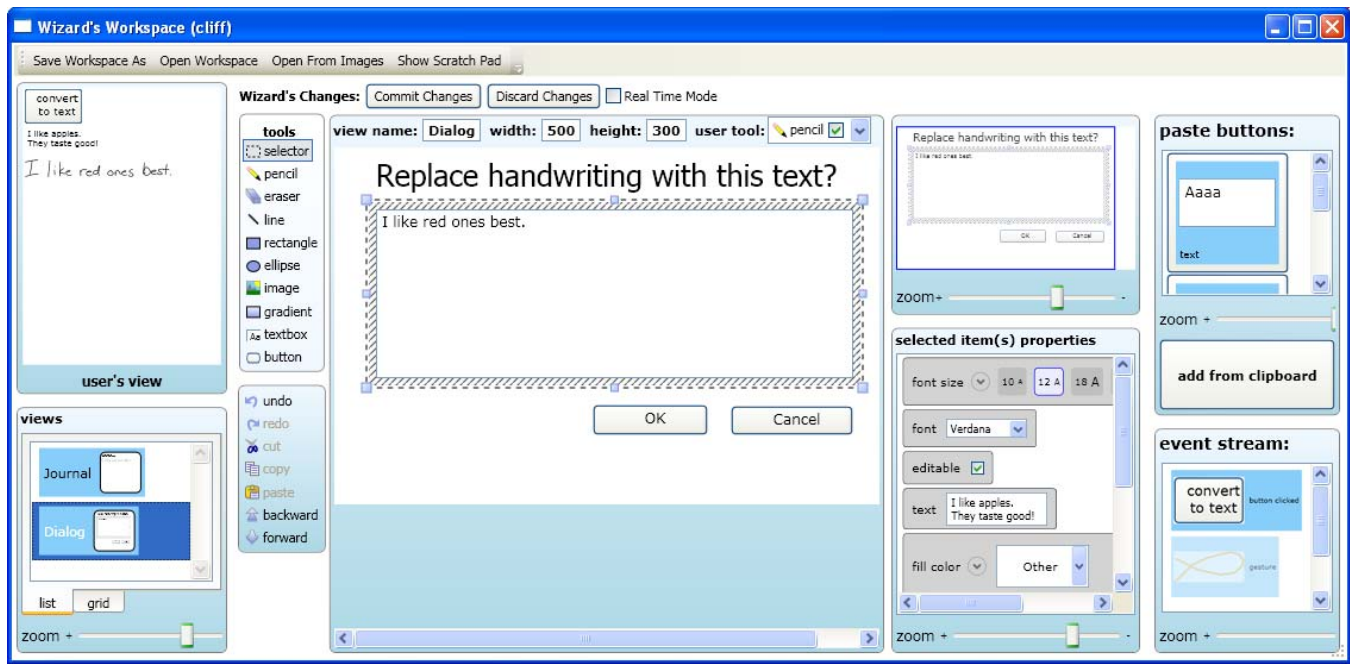 Wizard's Workspace (cliff)
Save Workspace As Open Workspace Open From Images Show Scratch Pad
convert
to text
I like apples.
They taste good!
I like red ones best.
user's view
views
Journal
Dialog
list grid
zoom +
Wizard's Changes: Commit Changes Discard Changes Real Time Mode
tools
selector
pencil
eraser
line
rectangle
ellipse
image
gradient
Aa textbox
button
undo
redo
cut
copy
paste
backward
forward
view name: Dialog width: 500 height: 300 user tool: pencil
Replace handwriting with this text?
I like red ones best.
OK Cancel
Replace handwriting with this text?
I like red ones best.
OK Cancel
zoom+ -
selected item(s) properties
font size 10 A 12 A 18 A
font Verdana
editable
text I like apples.
They taste good!
fill color Other
zoom + -
paste buttons:
Aaaa
text
zoom +
add from clipboard
event stream:
convert
to text button clicked
gesture
zoom +